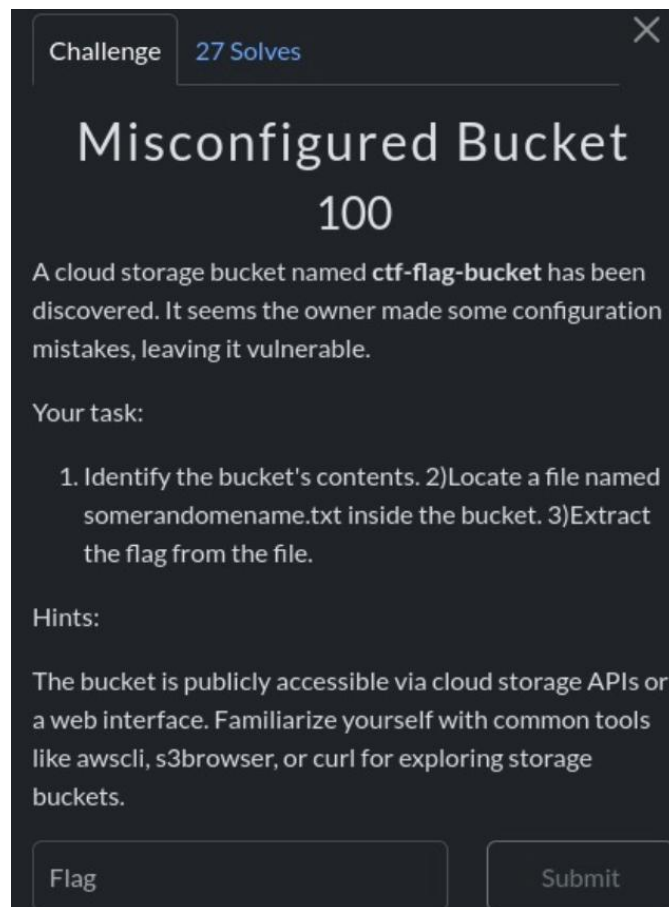 Challenge
27 Solves
Misconfigured Bucket
100
A cloud storage bucket named ctf-flag-bucket has been
discovered. It seems the owner made some configuration
mistakes, leaving it vulnerable.
Your task:
1. Identify the bucket's contents. 2)Locate a file named
somerandomename.txt inside the bucket. 3)Extract
the flag from the file.
Hints:
The bucket is publicly accessible via cloud storage APIs or
a web interface. Familiarize yourself with common tools
like awscli, s3browser, or curl for exploring storage
buckets.
Flag
Submit